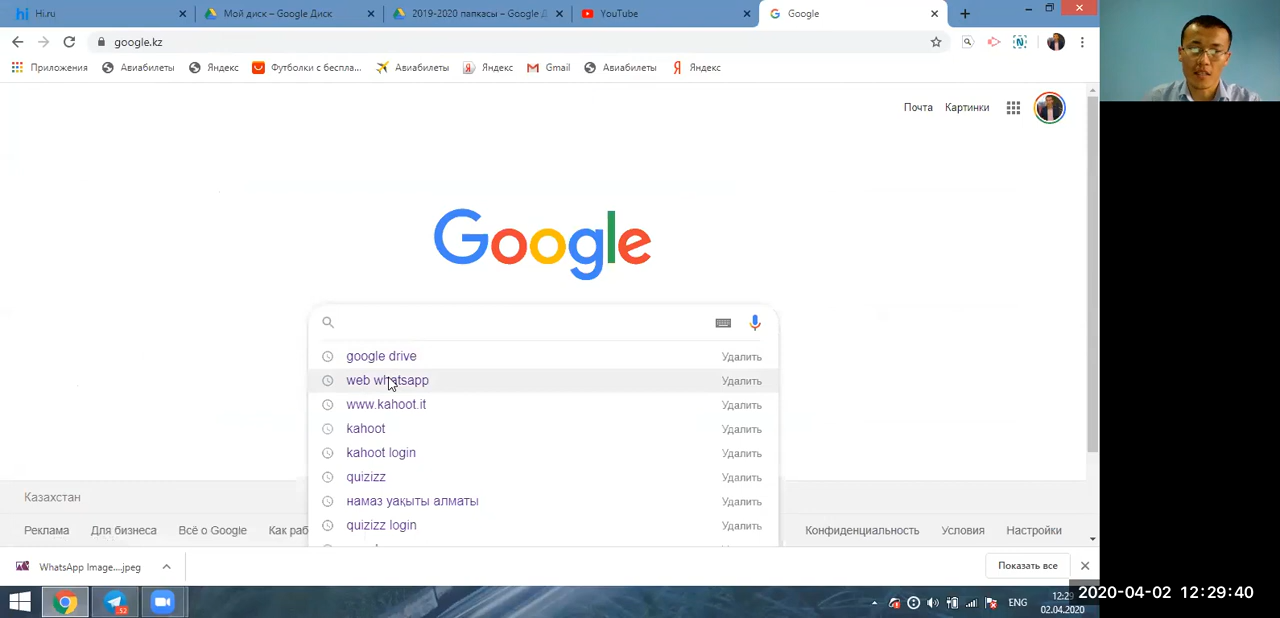 Hi.ru
Мой диск – Google Диск
2019-2020 папкасы – Google Д
YouTube
Google
google.kz
Приложения
Авиабилеты
Яндекс
Футболки с беспла...
Авиабилеты
Яндекс
Gmail
Авиабилеты
Яндекс
Почта
Картинки
Google
google drive
Удалить
web whatsapp
Удалить
www.kahoot.it
Удалить
kahoot
Удалить
kahoot login
Удалить
quizizz
Удалить
намаз уақыты алматы
Удалить
quizizz login
Удалить
Казахстан
Реклама
Для бизнеса
Всё о Google
Как раб
Конфиденциальность
Условия
Настройки
WhatsApp Image....jpeg
Показать все
52
ENG
12:29
02.04.2020
2020-04-02 12:29:40